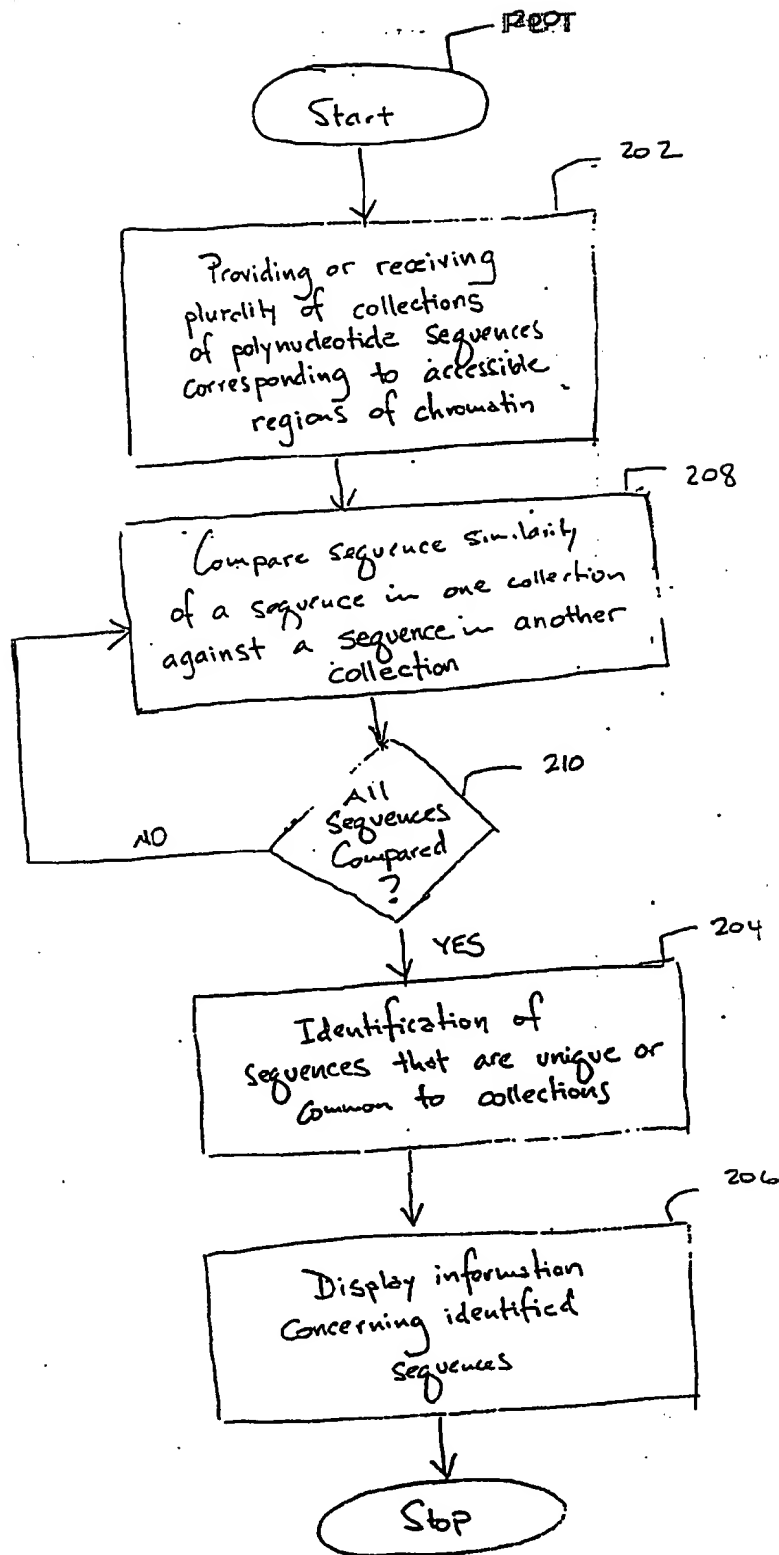 Start
202
Providing or receiving
plurality of collections
of polynucleotide sequences
corresponding to accessible
regions of chromatin
208
Compare sequence similarity
of a sequence in one collection
against a sequence in another
collection
210
All
Sequences
Compared
?
NO
YES
204
Identification of
sequences that are unique or
common to collections
206
Display information
concerning identified
sequences
Stop